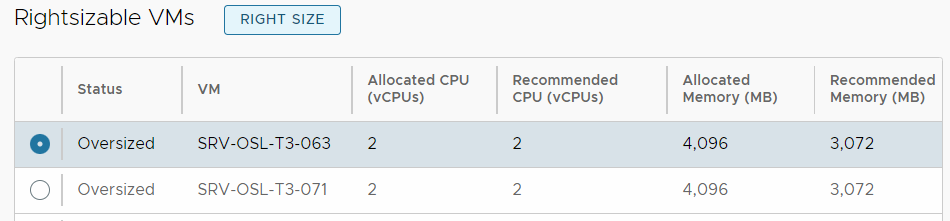 Rightsizable VMs RIGHT SIZE
Status VM Allocated CPU (vCPUs) Recommended CPU (vCPUs) Allocated Memory (MB) Recommended Memory (MB)
Oversized SRV-OSL-T3-063 2 2 4,096 3,072
Oversized SRV-OSL-T3-071 2 2 4,096 3,072